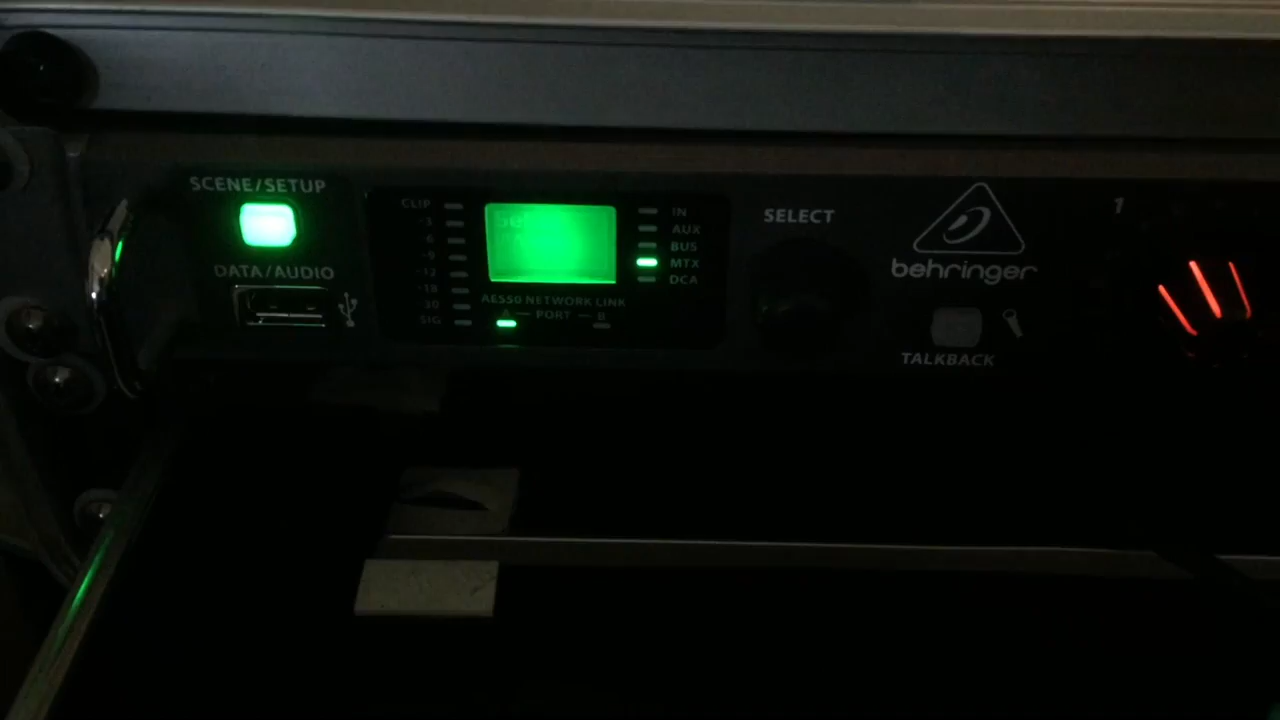 SCENE/SETUP
DATA/AUDIO
CLIP
-3
-6
-9
-12
-18
-30
SIG
AES50 NETWORK LINK
A — PORT — B
IN
AUX
BUS
MTX
DCA
SELECT
behringer
TALKBACK
1